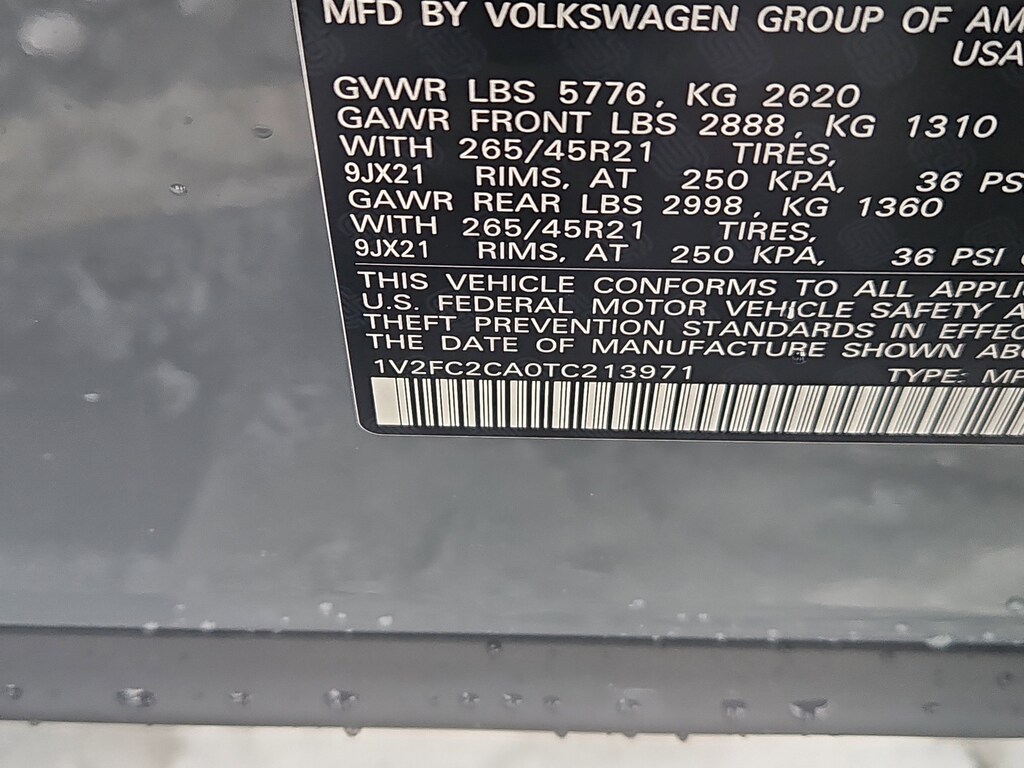 MFD BY VOLKSWAGEN GROUP OF AM
USA
GVWR LBS 5776, KG 2620
GAWR FRONT LBS 2888, KG 1310
WITH 265/45R21 TIRES,
9JX21 RIMS, AT 250 KPA, 36 PS
GAWR REAR LBS 2998, KG 1360
WITH 265/45R21 TIRES,
9JX21 RIMS, AT 250 KPA, 36 PSI
THIS VEHICLE CONFORMS TO ALL APPLI
U.S. FEDERAL MOTOR VEHICLE SAFETY A
THEFT PREVENTION STANDARDS IN EFFEC
THE DATE OF MANUFACTURE SHOWN ABO
1V2FC2CA0TC213971 TYPE: MP